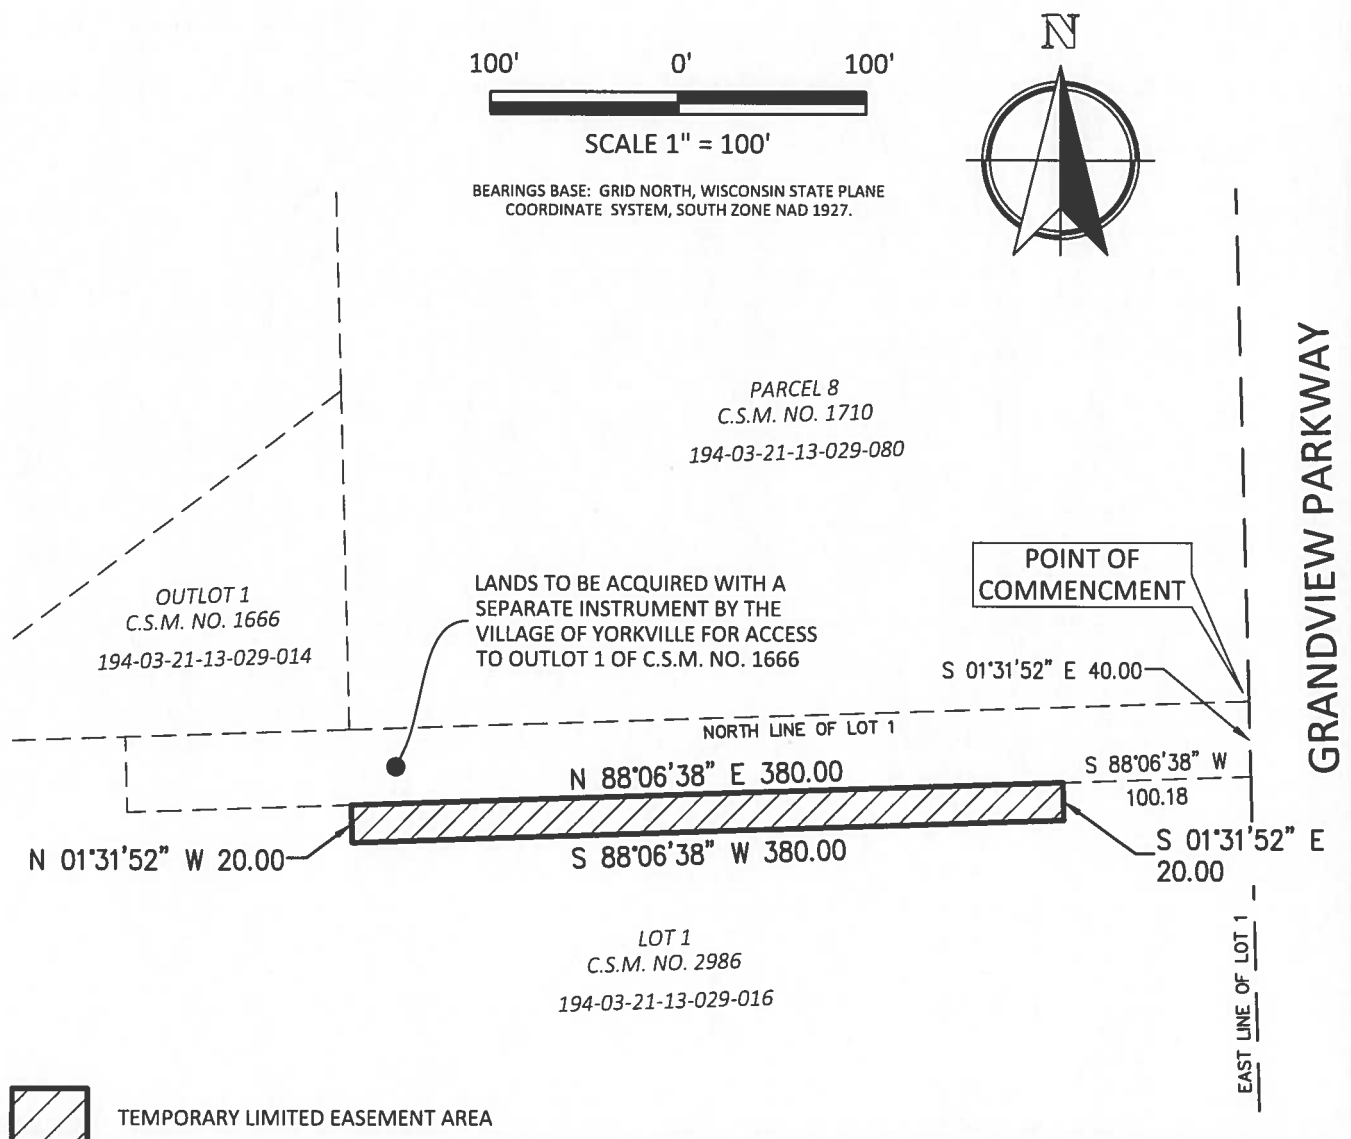 N
100' 0' 100'
SCALE 1" = 100'
BEARINGS BASE: GRID NORTH, WISCONSIN STATE PLANE
COORDINATE SYSTEM, SOUTH ZONE NAD 1927.
GRANDVIEW PARKWAY
PARCEL 8
C.S.M. NO. 1710
194-03-21-13-029-080
POINT OF
COMMENCMENT
OUTLOT 1
C.S.M. NO. 1666
194-03-21-13-029-014
LANDS TO BE ACQUIRED WITH A
SEPARATE INSTRUMENT BY THE
VILLAGE OF YORKVILLE FOR ACCESS
TO OUTLOT 1 OF C.S.M. NO. 1666
S 01°31'52" E 40.00
NORTH LINE OF LOT 1
N 88°06'38" E 380.00
S 88°06'38" W
100.18
N 01°31'52" W 20.00
S 88°06'38" W 380.00
S 01°31'52" E
20.00
LOT 1
C.S.M. NO. 2986
194-03-21-13-029-016
EAST LINE OF LOT 1
TEMPORARY LIMITED EASEMENT AREA